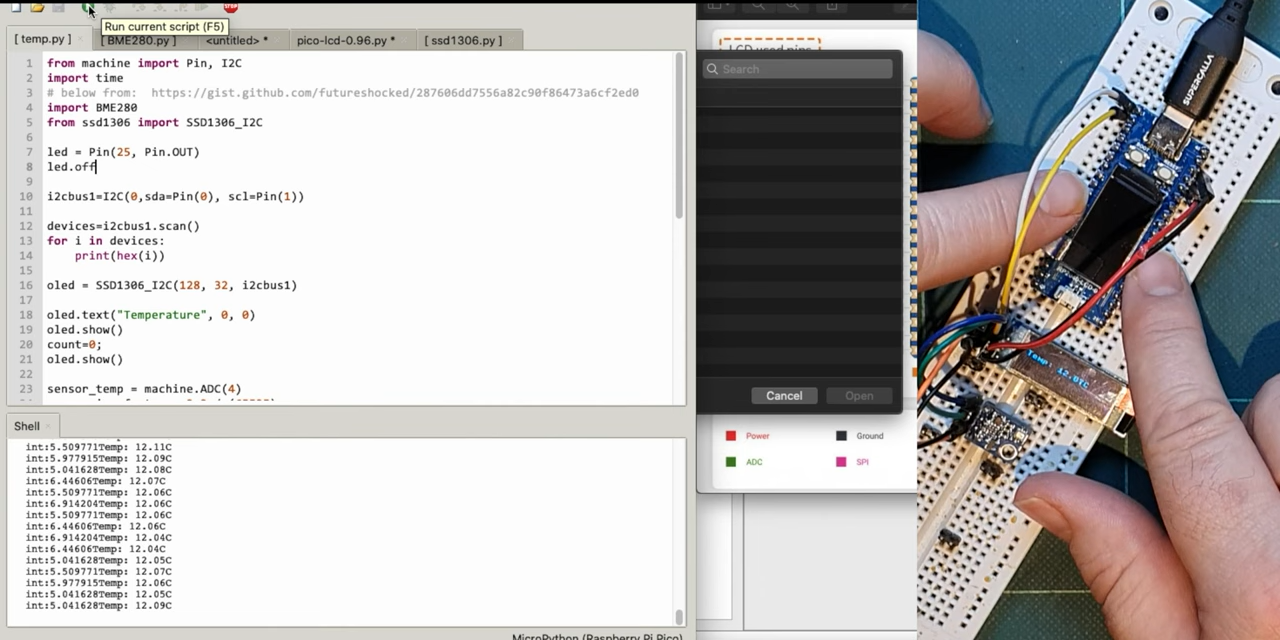 Run current script (F5)
[ temp.py ] [ BME280.py ] <untitled> * pico-lcd-0.96.py * [ ssd1306.py ]
1 from machine import Pin, I2C
2 import time
3 # below from:  https://gist.github.com/futureshocked/287606dd7556a82c90f86473a6cf2ed0
4 import BME280
5 from ssd1306 import SSD1306_I2C
6
7 led = Pin(25, Pin.OUT)
8 led.off
9
10 i2cbus1=I2C(0,sda=Pin(0), scl=Pin(1))
11
12 devices=i2cbus1.scan()
13 for i in devices:
14     print(hex(i))
15
16 oled = SSD1306_I2C(128, 32, i2cbus1)
17
18 oled.text("Temperature", 0, 0)
19 oled.show()
20 count=0;
21 oled.show()
22
23 sensor_temp = machine.ADC(4)
Shell
int:5.509771Temp: 12.11C
int:5.977915Temp: 12.09C
int:5.041628Temp: 12.08C
int:6.44606Temp: 12.07C
int:5.509771Temp: 12.06C
int:6.914204Temp: 12.06C
int:5.509771Temp: 12.06C
int:6.44606Temp: 12.06C
int:6.914204Temp: 12.04C
int:6.44606Temp: 12.04C
int:5.041628Temp: 12.05C
int:5.509771Temp: 12.07C
int:5.977915Temp: 12.06C
int:5.041628Temp: 12.05C
int:5.041628Temp: 12.09C
MicroPython (Raspberry Pi Pico)
STOP
LCD used pins
Search
Cancel Open
Power Ground
ADC SPI
SUPERCALLA
Temp: 12.07C